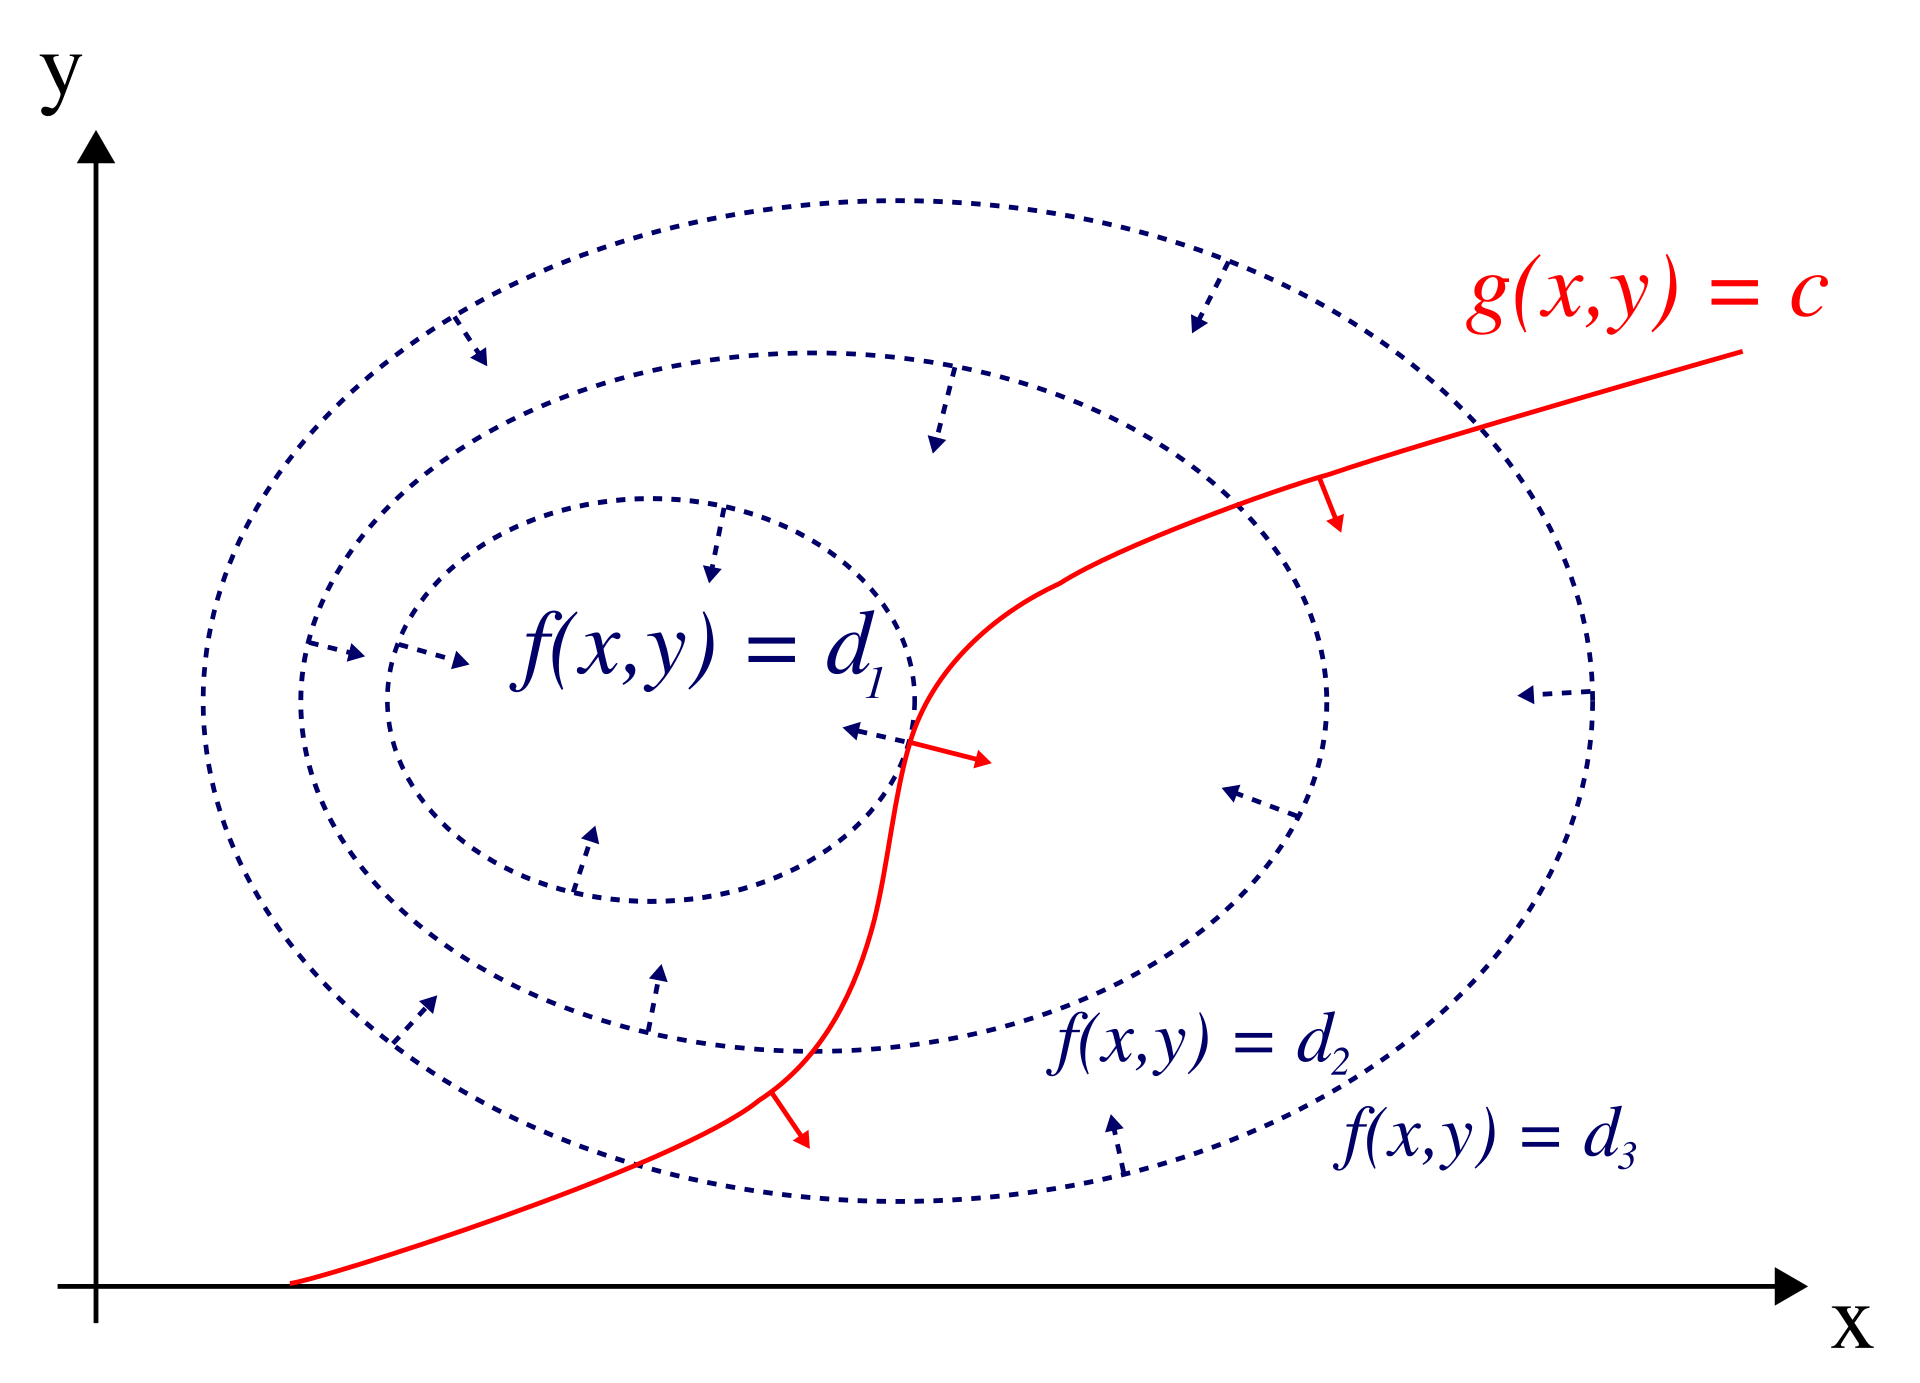 y
g(x,y) = c
f(x,y) = d₁
f(x,y) = d₂
f(x,y) = d₃
x